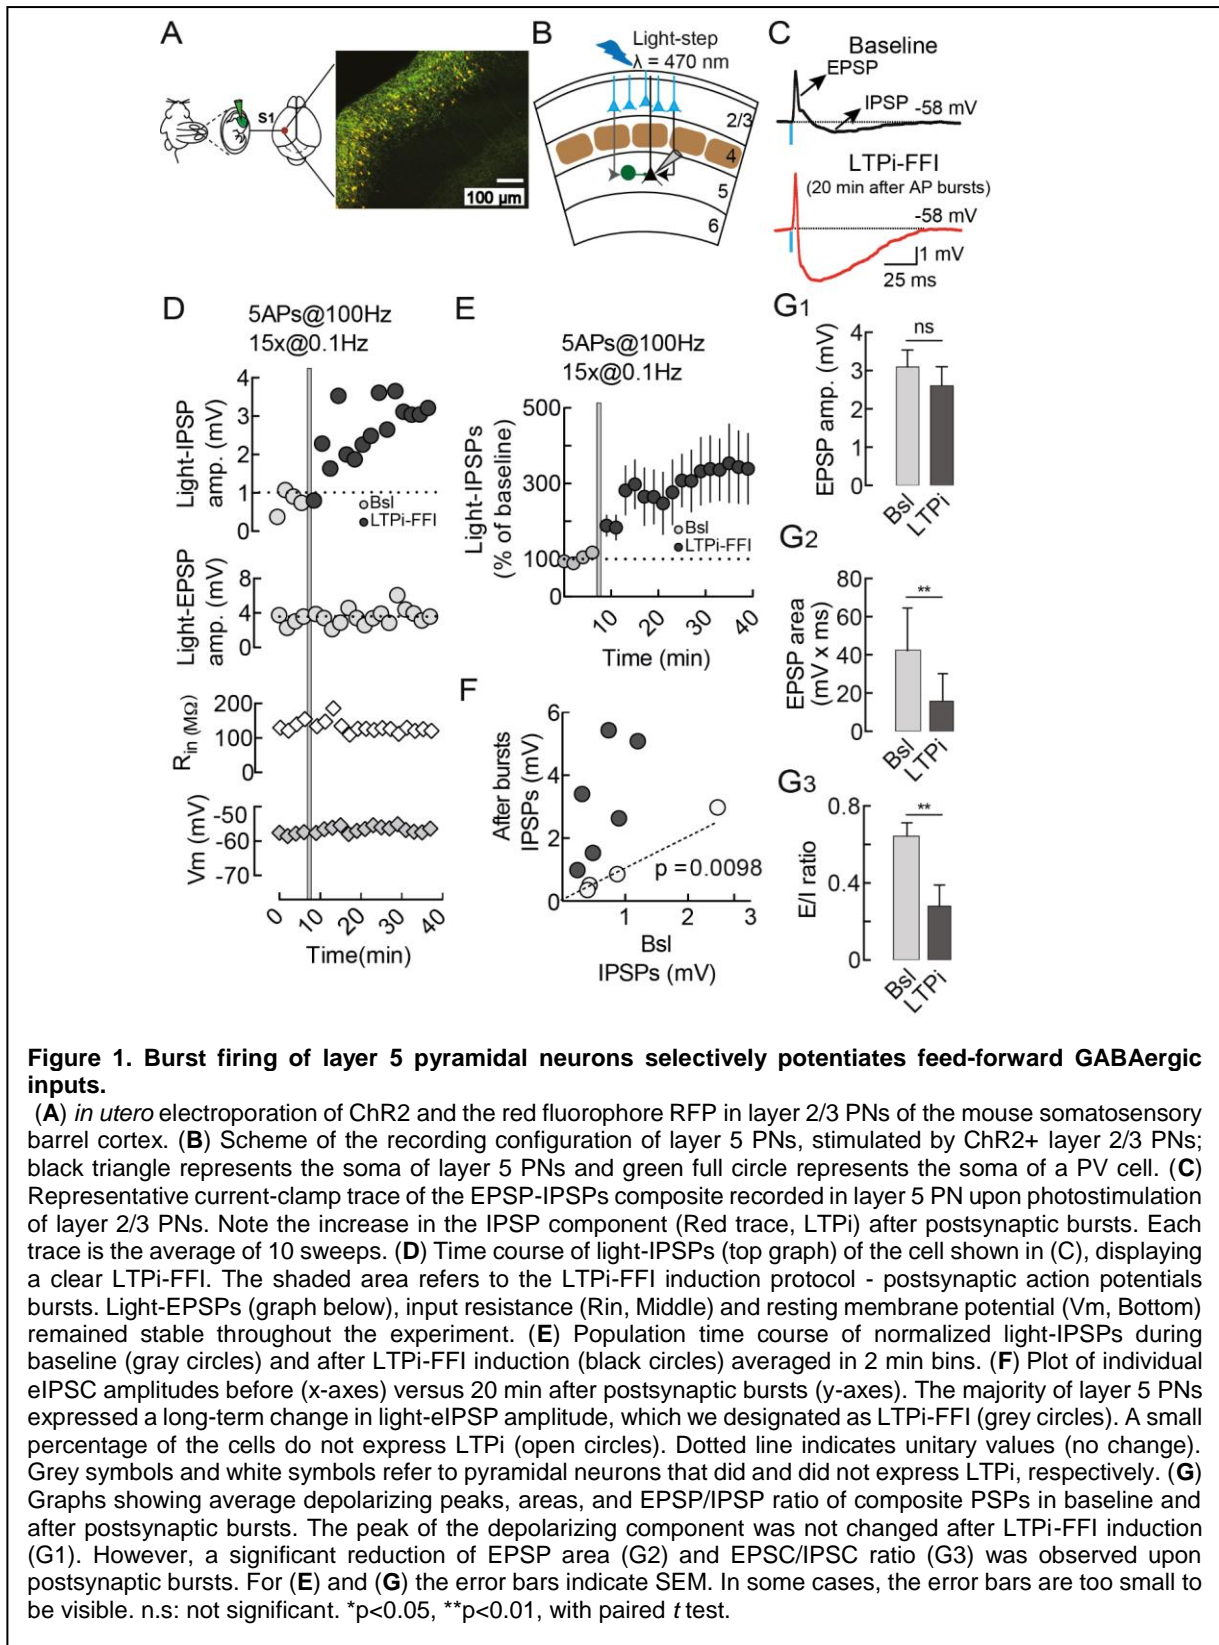 A
S1
100 µm
B
Light-step
λ = 470 nm
2/3
4
5
6
C
Baseline
EPSP
IPSP
-58 mV
LTPi-FFI
(20 min after AP bursts)
-58 mV
1 mV
25 ms
D
5APs@100Hz
15x@0.1Hz
Light-IPSP
amp. (mV)
4
3
2
1
0
Bsl
LTPi-FFI
Light-EPSP
amp. (mV)
8
4
0
Rin (MΩ)
200
100
0
Vm (mV)
-50
-60
-70
0
10
20
30
40
Time(min)
E
5APs@100Hz
15x@0.1Hz
Light-IPSPs
(% of baseline)
500
300
100
0
Bsl
LTPi-FFI
10
20
30
40
Time (min)
F
After bursts
IPSPs (mV)
6
4
2
0
p = 0.0098
1
2
3
Bsl
IPSPs (mV)
G1
EPSP amp. (mV)
4
3
2
1
0
ns
Bsl
LTPi
G2
EPSP area
(mV x ms)
80
60
40
20
0
**
Bsl
LTPi
G3
E/I ratio
0.8
0.4
0
**
Bsl
LTPi
Figure 1. Burst firing of layer 5 pyramidal neurons selectively potentiates feed-forward GABAergic
inputs.
(A) in utero electroporation of ChR2 and the red fluorophore RFP in layer 2/3 PNs of the mouse somatosensory
barrel cortex. (B) Scheme of the recording configuration of layer 5 PNs, stimulated by ChR2+ layer 2/3 PNs;
black triangle represents the soma of layer 5 PNs and green full circle represents the soma of a PV cell. (C)
Representative current-clamp trace of the EPSP-IPSPs composite recorded in layer 5 PN upon photostimulation
of layer 2/3 PNs. Note the increase in the IPSP component (Red trace, LTPi) after postsynaptic bursts. Each
trace is the average of 10 sweeps. (D) Time course of light-IPSPs (top graph) of the cell shown in (C), displaying
a clear LTPi-FFI. The shaded area refers to the LTPi-FFI induction protocol - postsynaptic action potentials
bursts. Light-EPSPs (graph below), input resistance (Rin, Middle) and resting membrane potential (Vm, Bottom)
remained stable throughout the experiment. (E) Population time course of normalized light-IPSPs during
baseline (gray circles) and after LTPi-FFI induction (black circles) averaged in 2 min bins. (F) Plot of individual
eIPSC amplitudes before (x-axes) versus 20 min after postsynaptic bursts (y-axes). The majority of layer 5 PNs
expressed a long-term change in light-eIPSP amplitude, which we designated as LTPi-FFI (grey circles). A small
percentage of the cells do not express LTPi (open circles). Dotted line indicates unitary values (no change).
Grey symbols and white symbols refer to pyramidal neurons that did and did not express LTPi, respectively. (G)
Graphs showing average depolarizing peaks, areas, and EPSP/IPSP ratio of composite PSPs in baseline and
after postsynaptic bursts. The peak of the depolarizing component was not changed after LTPi-FFI induction
(G1). However, a significant reduction of EPSP area (G2) and EPSC/IPSC ratio (G3) was observed upon
postsynaptic bursts. For (E) and (G) the error bars indicate SEM. In some cases, the error bars are too small to
be visible. n.s: not significant. *p<0.05, **p<0.01, with paired t test.